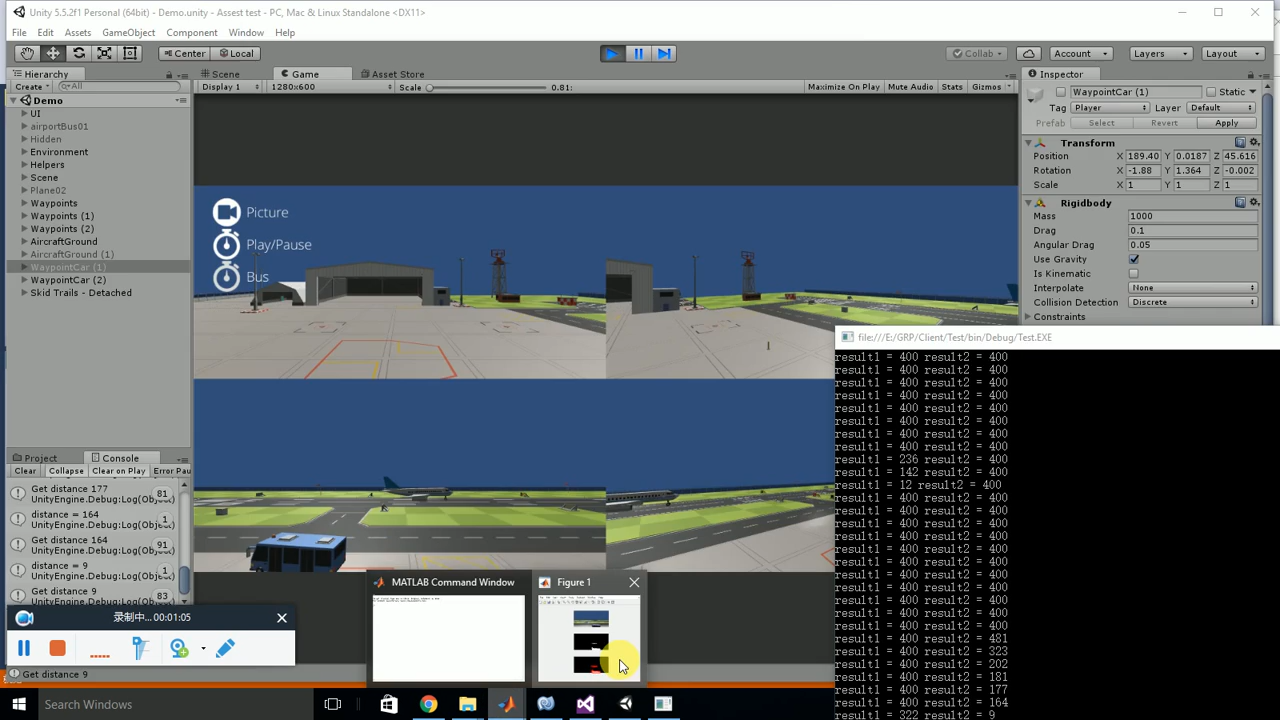 Unity 5.5.2f1 Personal (64bit) - Demo.unity - Assest test - PC, Mac & Linux Standalone <DX11>
File Edit Assets GameObject Component Window Help
Center Local Collab Account Layers Layout
Hierarchy Scene Game Asset Store Inspector
Create All Display 1 1280x600 Scale 0.81: Maximize On Play Mute Audio Stats Gizmos
WaypointCar (1) Static
Tag Player Layer Default
Prefab Select Revert Apply
Demo
UI
airportBus01
Hidden
Environment
Helpers
Scene
Plane02
Waypoints
Waypoints (1)
Waypoints (2)
AircraftGround
AircraftGround (1)
WaypointCar (1)
WaypointCar (2)
Skid Trails - Detached
Picture
Play/Pause
Bus
Transform
Position X 189.40 Y 0.0187 Z 45.616
Rotation X -1.88 Y 1.364 Z -0.002
Scale X 1 Y 1 Z 1
Rigidbody
Mass 1000
Drag 0.1
Angular Drag 0.05
Use Gravity
Is Kinematic
Interpolate None
Collision Detection Discrete
Constraints
file:///E:/GRP/Client/Test/bin/Debug/Test.EXE
result1 = 400 result2 = 400
result1 = 400 result2 = 400
result1 = 400 result2 = 400
result1 = 400 result2 = 400
result1 = 400 result2 = 400
result1 = 400 result2 = 400
result1 = 400 result2 = 400
result1 = 400 result2 = 400
result1 = 236 result2 = 400
result1 = 142 result2 = 400
result1 = 12 result2 = 400
result1 = 400 result2 = 400
result1 = 400 result2 = 400
result1 = 400 result2 = 400
result1 = 400 result2 = 400
result1 = 400 result2 = 400
result1 = 400 result2 = 400
result1 = 400 result2 = 400
result1 = 400 result2 = 400
result1 = 400 result2 = 400
result1 = 400 result2 = 400
result1 = 400 result2 = 400
result1 = 400 result2 = 481
result1 = 400 result2 = 323
result1 = 400 result2 = 202
result1 = 400 result2 = 181
result1 = 400 result2 = 177
result1 = 400 result2 = 164
result1 = 322 result2 = 9
Project Console
Clear Collapse Clear on Play Error Pau
Get distance 177
UnityEngine.Debug:Log(Object) 81
distance = 164
UnityEngine.Debug:Log(Object) 1
Get distance 164
UnityEngine.Debug:Log(Object) 91
distance = 9
UnityEngine.Debug:Log(Object) 1
Get distance 9
UnityEngine.Debug:Log(Object) 83
录制中...00:01:05
Get distance 9
MATLAB Command Window
Figure 1
Search Windows